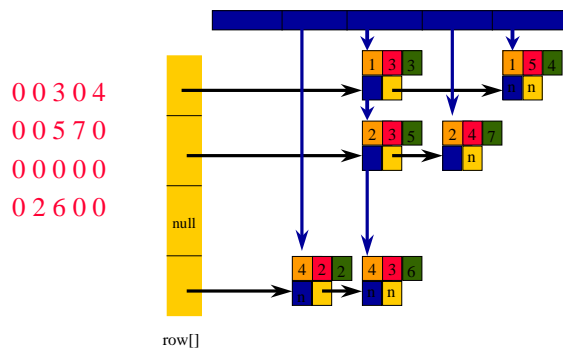 0 0 3 0 4
0 0 5 7 0
0 0 0 0 0
0 2 6 0 0
1 3 3
1 5 4
n n
2 3 5
2 4 7
n
null
4 2 2
n
4 3 6
n n
row[]